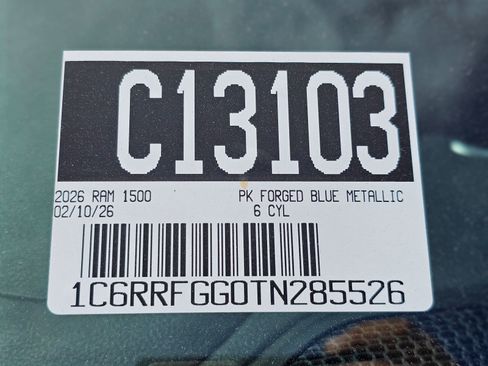 C13103
2026 RAM 1500 PK FORGED BLUE METALLIC
02/10/26 6 CYL
1C6RRFGG0TN285526